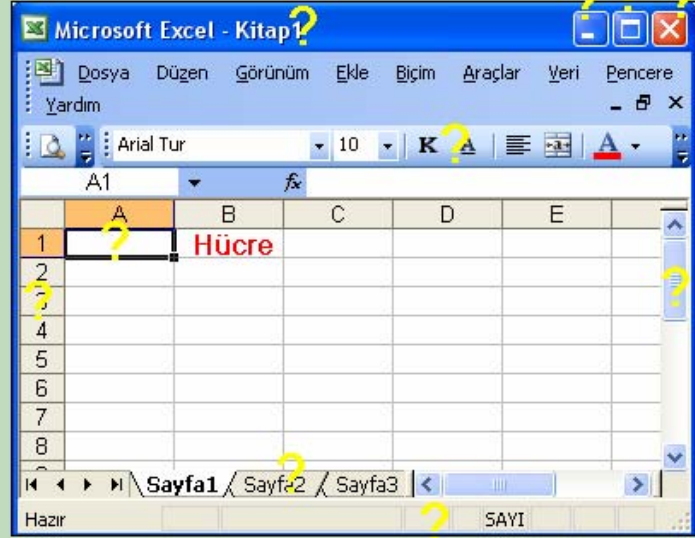 Microsoft Excel - Kitap1?
? ? ?
Dosya Düzen Görünüm Ekle Biçim Araçlar Veri Pencere
Yardım
Arial Tur 10 K A ? a A
A1 fx
A B C D E
1 ? Hücre
2
3 ? ?
4
5
6
7
8
Sayfa1 Sayfa2 ? Sayfa3
Hazır ? SAYI